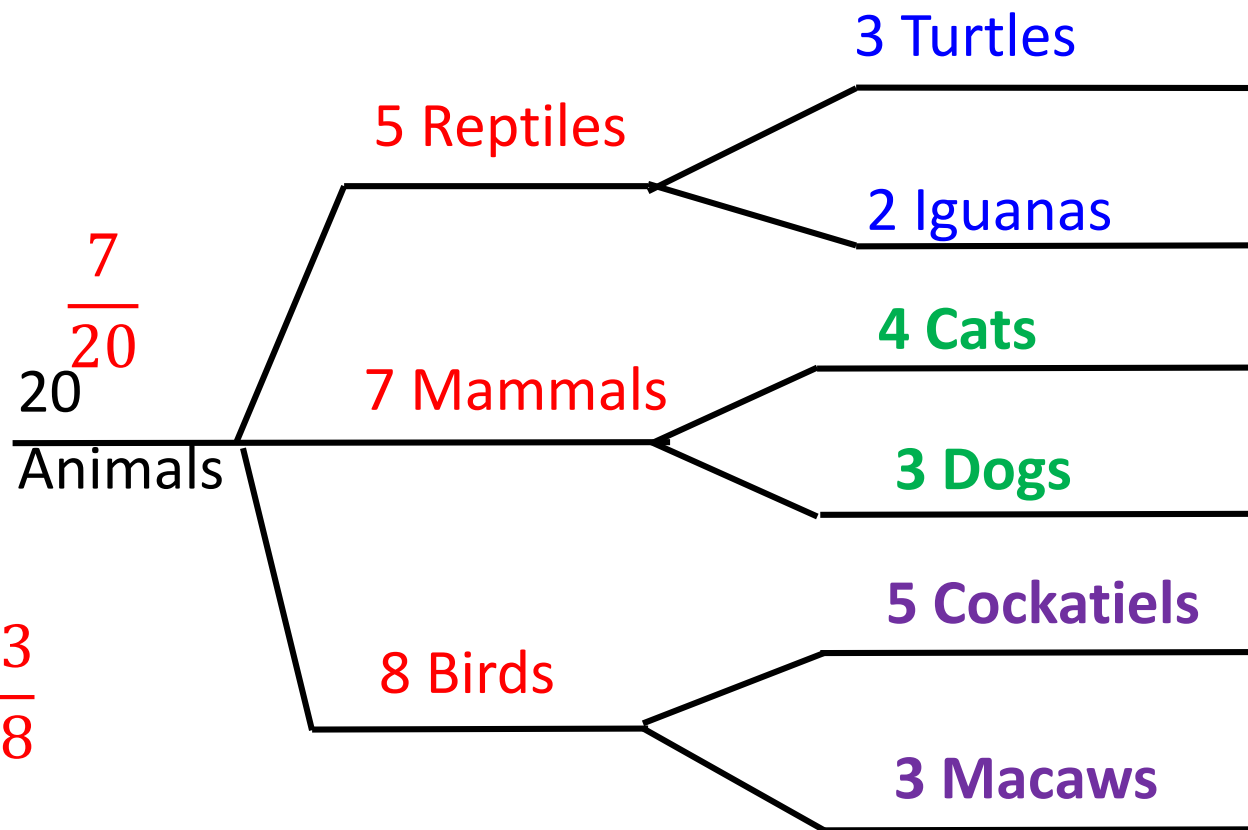 3 Turtles
5 Reptiles
2 Iguanas
7
20
4 Cats
20
7 Mammals
Animals
3 Dogs
5 Cockatiels
3
8
8 Birds
3 Macaws